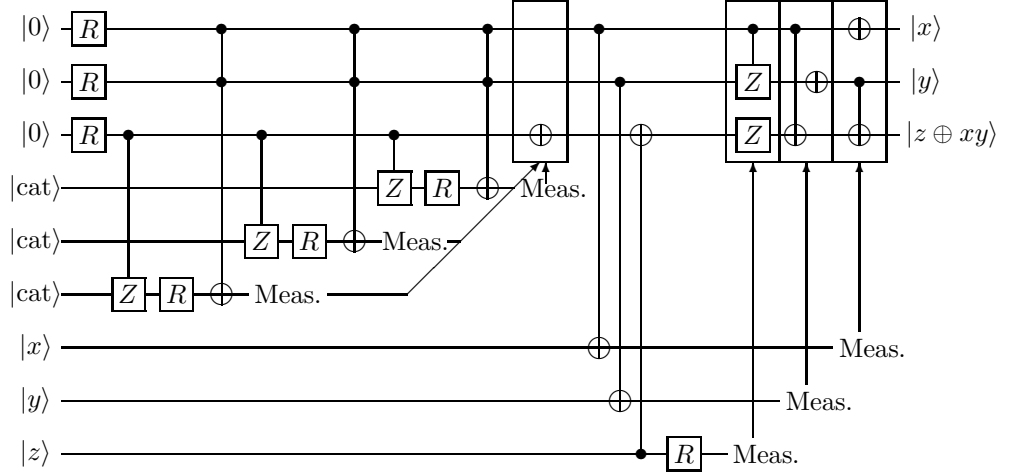 |0⟩ R |x⟩
|0⟩ R Z |y⟩
|0⟩ R Z |z ⊕ xy⟩
|cat⟩ Z R Meas.
|cat⟩ Z R Meas.
|cat⟩ Z R Meas.
|x⟩ Meas.
|y⟩ Meas.
|z⟩ R Meas.